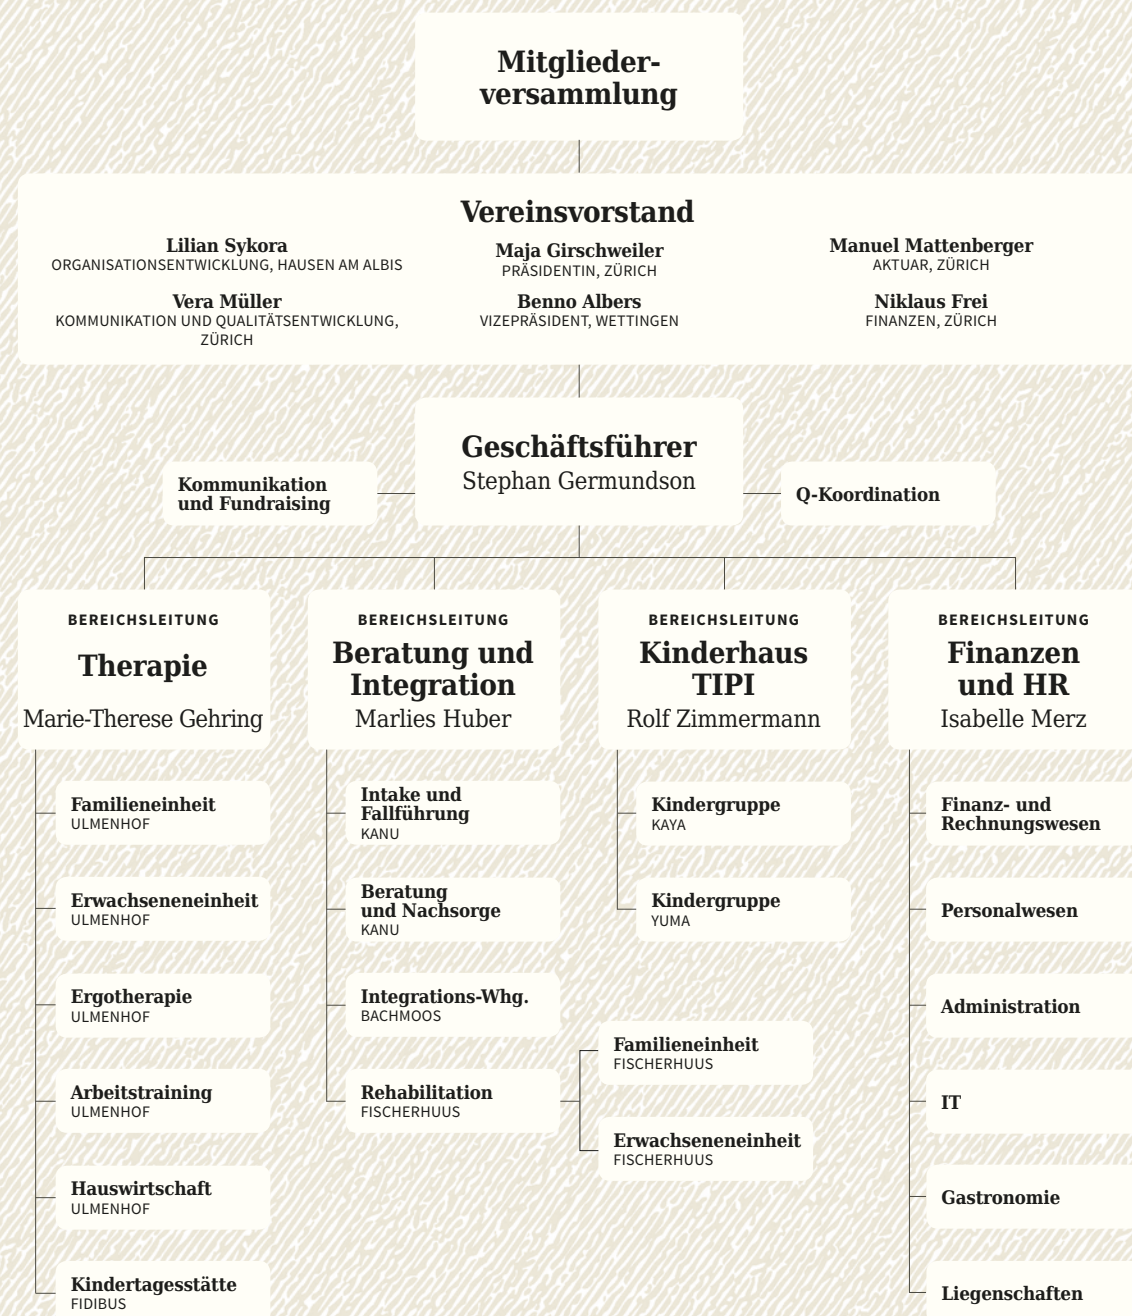 Mitglieder-
versammlung
Vereinsvorstand
Lilian Sykora
ORGANISATIONSENTWICKLUNG, HAUSEN AM ALBIS
Maja Girschweiler
PRÄSIDENTIN, ZÜRICH
Manuel Mattenberger
AKTUAR, ZÜRICH
Vera Müller
KOMMUNIKATION UND QUALITÄTSENTWICKLUNG,
ZÜRICH
Benno Albers
VIZEPRÄSIDENT, WETTINGEN
Niklaus Frei
FINANZEN, ZÜRICH
Geschäftsführer
Stephan Germundson
Kommunikation
und Fundraising
Q-Koordination
BEREICHSLEITUNG
Therapie
Marie-Therese Gehring
Familieneinheit
ULMENHOF
Erwachseneneinheit
ULMENHOF
Ergotherapie
ULMENHOF
Arbeitstraining
ULMENHOF
Hauswirtschaft
ULMENHOF
Kindertagesstätte
FIDIBUS
BEREICHSLEITUNG
Beratung und
Integration
Marlies Huber
Intake und
Fallführung
KANU
Beratung
und Nachsorge
KANU
Integrations-Whg.
BACHMOOS
Rehabilitation
FISCHERHUUS
Familieneinheit
FISCHERHUUS
Erwachseneneinheit
FISCHERHUUS
BEREICHSLEITUNG
Kinderhaus
TIPI
Rolf Zimmermann
Kindergruppe
KAYA
Kindergruppe
YUMA
BEREICHSLEITUNG
Finanzen
und HR
Isabelle Merz
Finanz- und
Rechnungswesen
Personalwesen
Administration
IT
Gastronomie
Liegenschaften